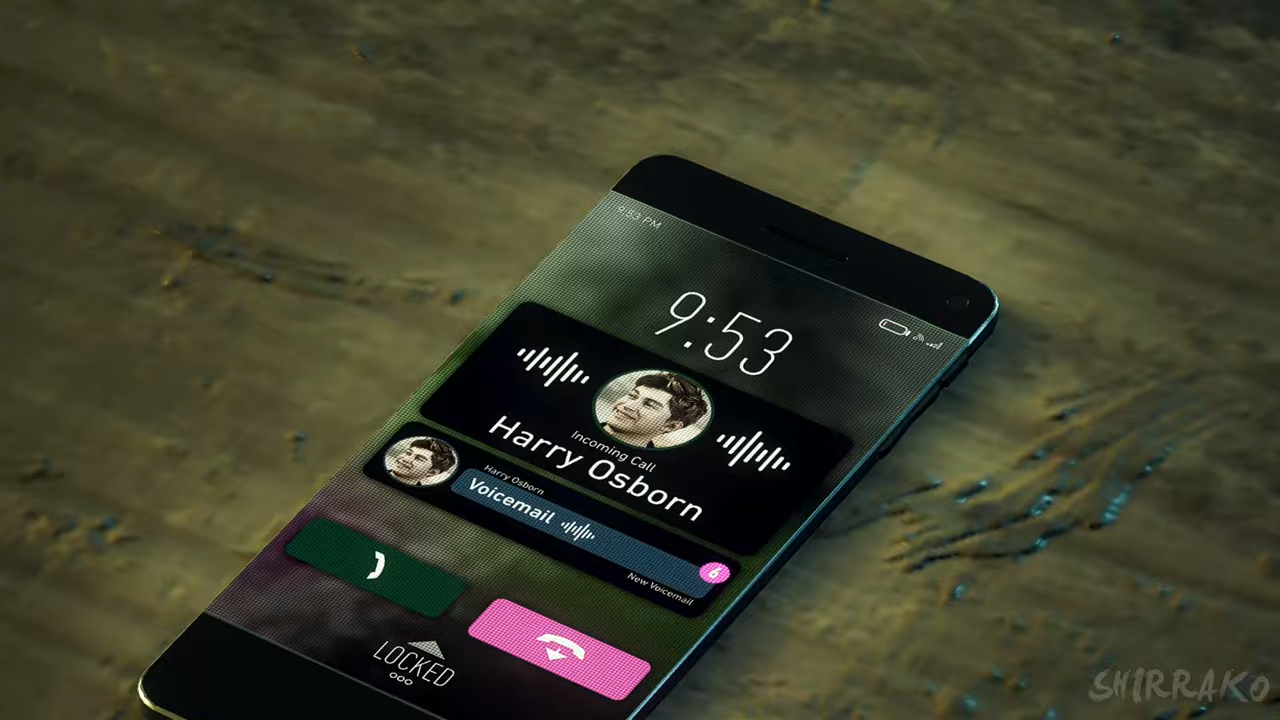 9:53 PM
9:53
Incoming Call
Harry Osborn
Harry Osborn
Voicemail
6
New Voicemail
LOCKED
SHIRRAKO